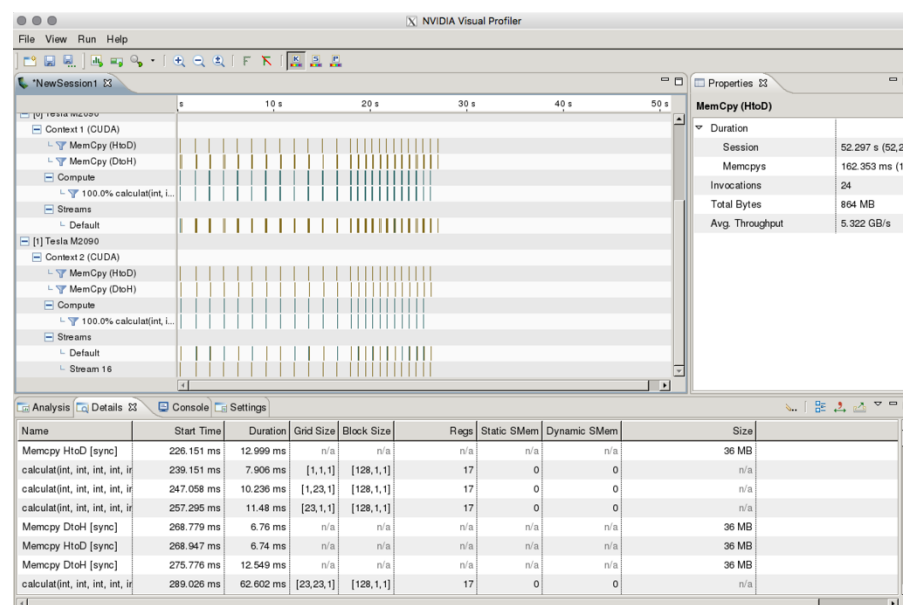 NVIDIA Visual Profiler
File View Run Help
*NewSession1
s 10 s 20 s 30 s 40 s 50 s
[0] Tesla M2090
Context 1 (CUDA)
MemCpy (HtoD)
MemCpy (DtoH)
Compute
100.0% calculat(int, i...
Streams
Default
[1] Tesla M2090
Context 2 (CUDA)
MemCpy (HtoD)
MemCpy (DtoH)
Compute
100.0% calculat(int, i...
Streams
Default
Stream 16
Properties
MemCpy (HtoD)
Duration
Session 52.297 s (52,2
Memcpys 162.353 ms (1
Invocations 24
Total Bytes 864 MB
Avg. Throughput 5.322 GB/s
Analysis Details Console Settings
Name Start Time Duration Grid Size Block Size Regs Static SMem Dynamic SMem Size
Memcpy HtoD [sync] 226.151 ms 12.999 ms n/a n/a n/a n/a n/a 36 MB
calculat(int, int, int, int, ir 239.151 ms 7.906 ms [1,1,1] [128,1,1] 17 0 0 n/a
calculat(int, int, int, int, ir 247.058 ms 10.236 ms [1,23,1] [128,1,1] 17 0 0 n/a
calculat(int, int, int, int, ir 257.295 ms 11.48 ms [23,1,1] [128,1,1] 17 0 0 n/a
Memcpy DtoH [sync] 268.779 ms 6.76 ms n/a n/a n/a n/a n/a 36 MB
Memcpy HtoD [sync] 268.947 ms 6.74 ms n/a n/a n/a n/a n/a 36 MB
Memcpy DtoH [sync] 275.776 ms 12.549 ms n/a n/a n/a n/a n/a 36 MB
calculat(int, int, int, int, ir 289.026 ms 62.602 ms [23,23,1] [128,1,1] 17 0 0 n/a